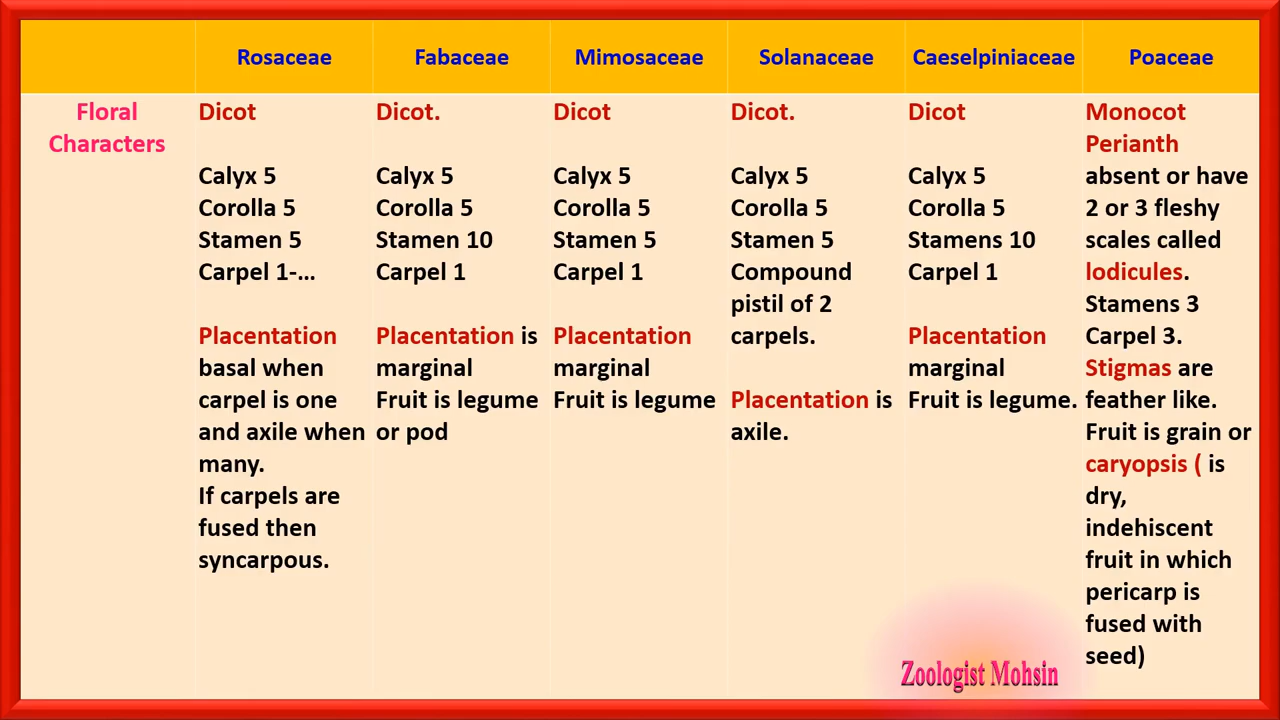 Rosaceae
Fabaceae
Mimosaceae
Solanaceae
Caeselpiniaceae
Poaceae
Floral
Characters
Dicot
Calyx 5
Corolla 5
Stamen 5
Carpel 1-...
Placentation
basal when
carpel is one
and axile when
many.
If carpels are
fused then
syncarpous.
Dicot.
Calyx 5
Corolla 5
Stamen 10
Carpel 1
Placentation is
marginal
Fruit is legume
or pod
Dicot
Calyx 5
Corolla 5
Stamen 5
Carpel 1
Placentation
marginal
Fruit is legume
Dicot.
Calyx 5
Corolla 5
Stamen 5
Compound
pistil of 2
carpels.
Placentation is
axile.
Dicot
Calyx 5
Corolla 5
Stamens 10
Carpel 1
Placentation
marginal
Fruit is legume.
Monocot
Perianth
absent or have
2 or 3 fleshy
scales called
lodicules.
Stamens 3
Carpel 3.
Stigmas are
feather like.
Fruit is grain or
caryopsis ( is
dry,
indehiscent
fruit in which
pericarp is
fused with
seed)
Zoologist Mohsin